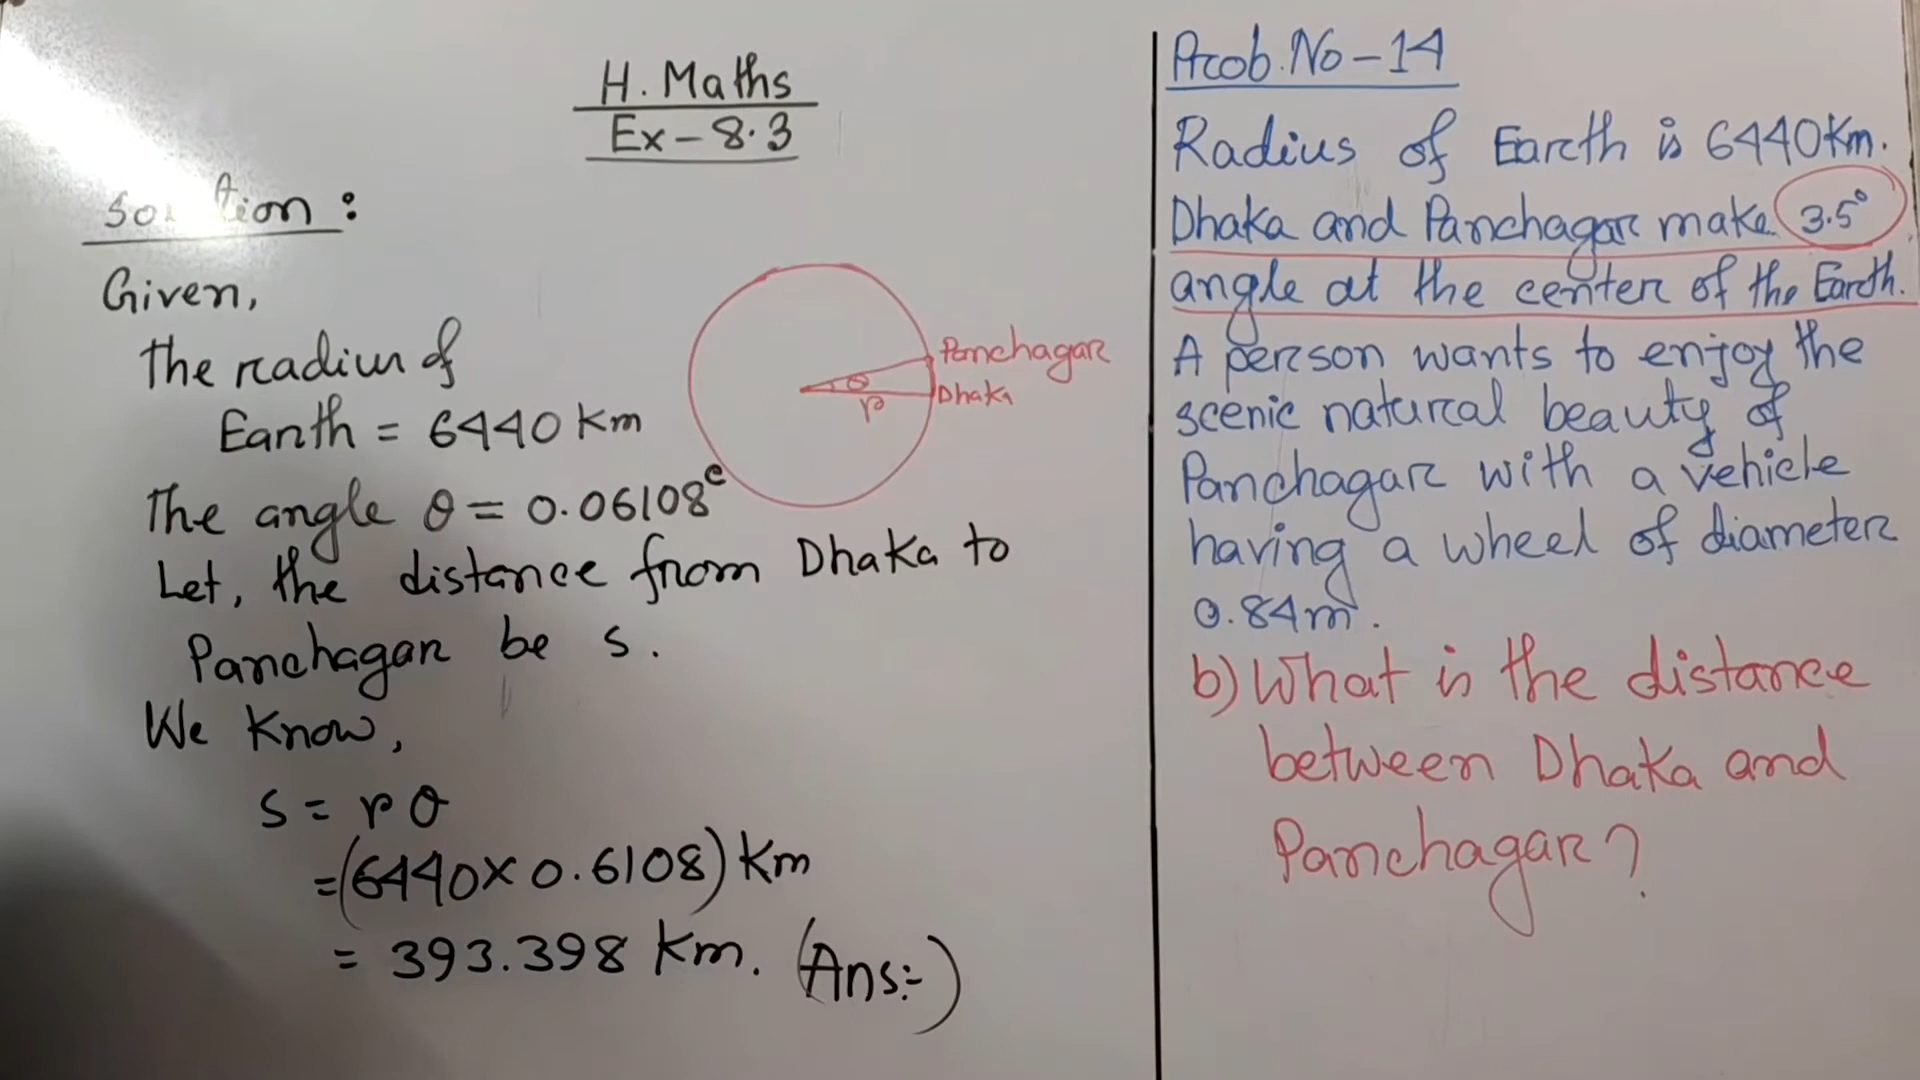 H. Maths
Ex-8.3
Solution:
Given,
The radius of
Earth = 6440 Km
The angle θ = 0.06108ᶜ
Let, the distance from Dhaka to
Panchagar be s.
We Know,
s = rθ
=(6440×0.6108) Km
= 393.398 Km. (Ans:-)
Panchagar
Dhaka
θ
r
Prob. No-14
Radius of Earth is 6440Km.
Dhaka and Panchagar make 3.5°
angle at the center of the Earth.
A person wants to enjoy the
scenic natural beauty of
Panchagar with a vehicle
having a wheel of diameter
0.84m.
b) What is the distance
between Dhaka and
Panchagar?